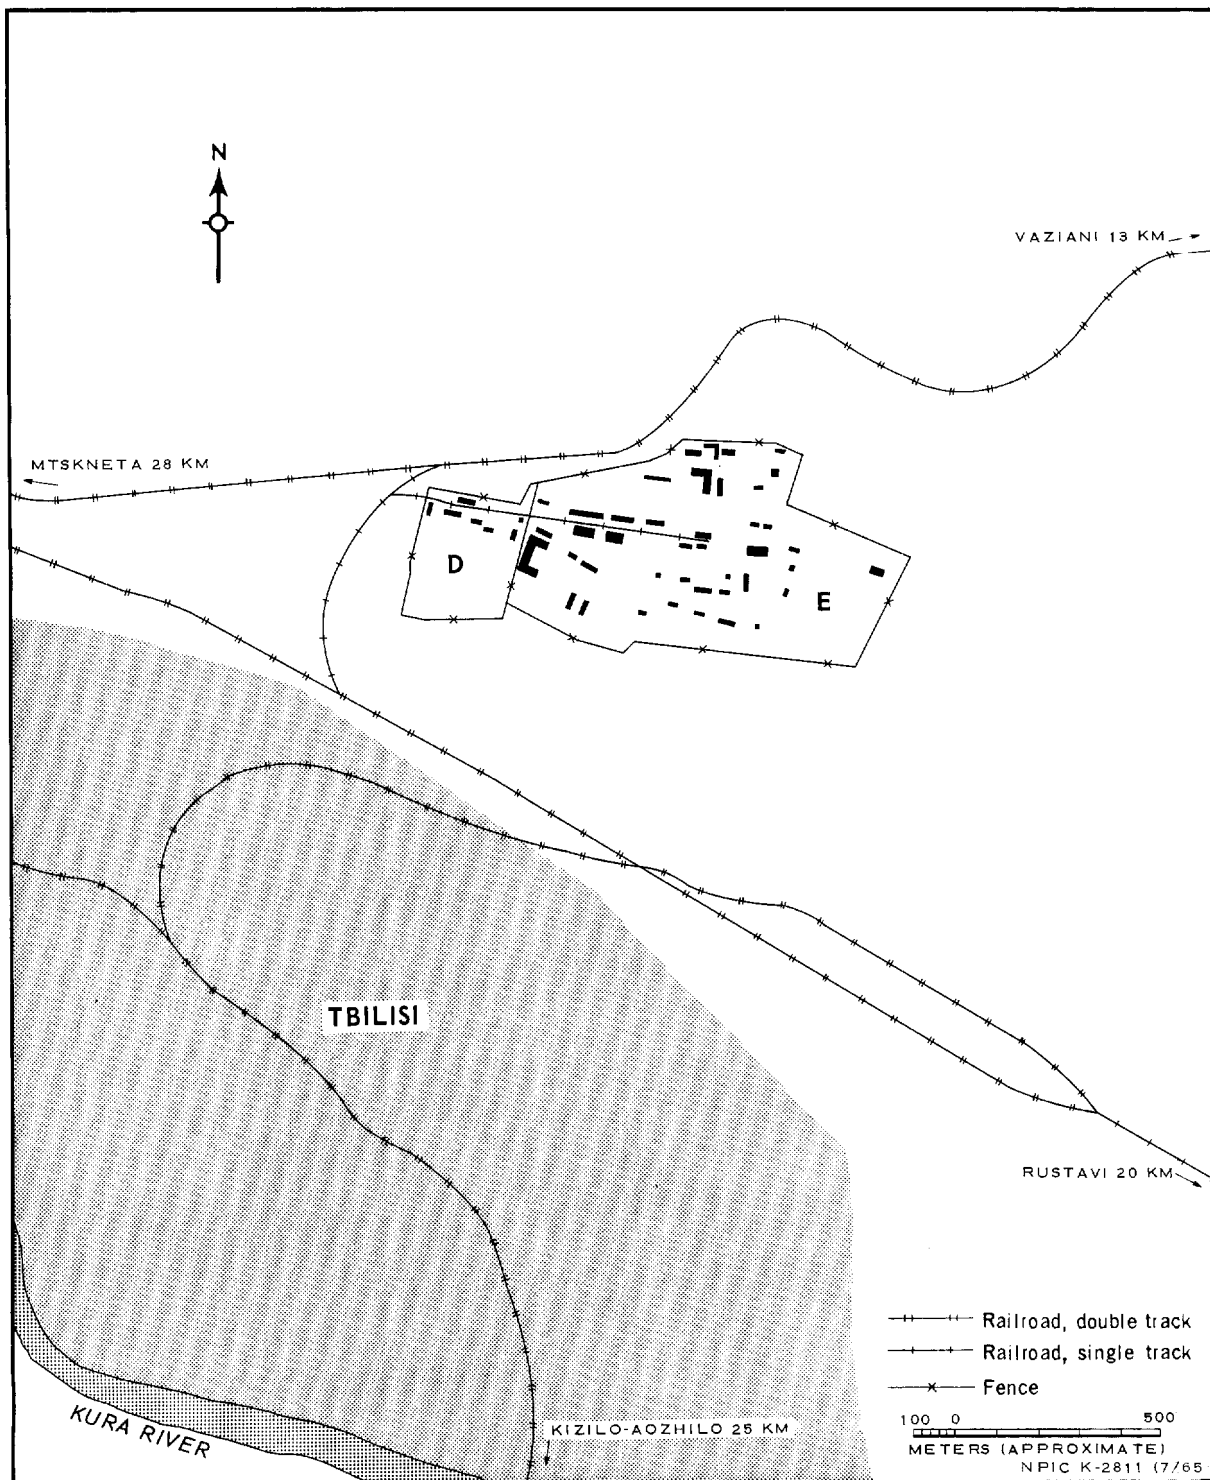 N
VAZIANI 13 KM
MTSKNETA 28 KM
D
E
TBILISI
RUSTAVI 20 KM
Railroad, double track
Railroad, single track
Fence
KURA RIVER
KIZILO-AOZHILO 25 KM
100 0 500
METERS (APPROXIMATE)
NPIC K-2811 (7/65